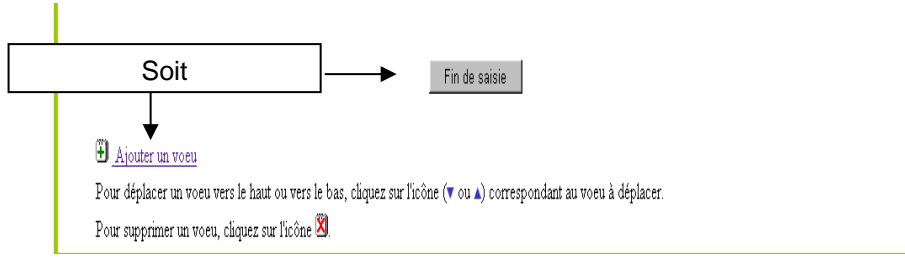 Soit
Fin de saisie
Ajouter un voeu
Pour déplacer un voeu vers le haut ou vers le bas, cliquez sur l'icône (▼ ou ▲) correspondant au voeu à déplacer.
Pour supprimer un voeu, cliquez sur l'icône .